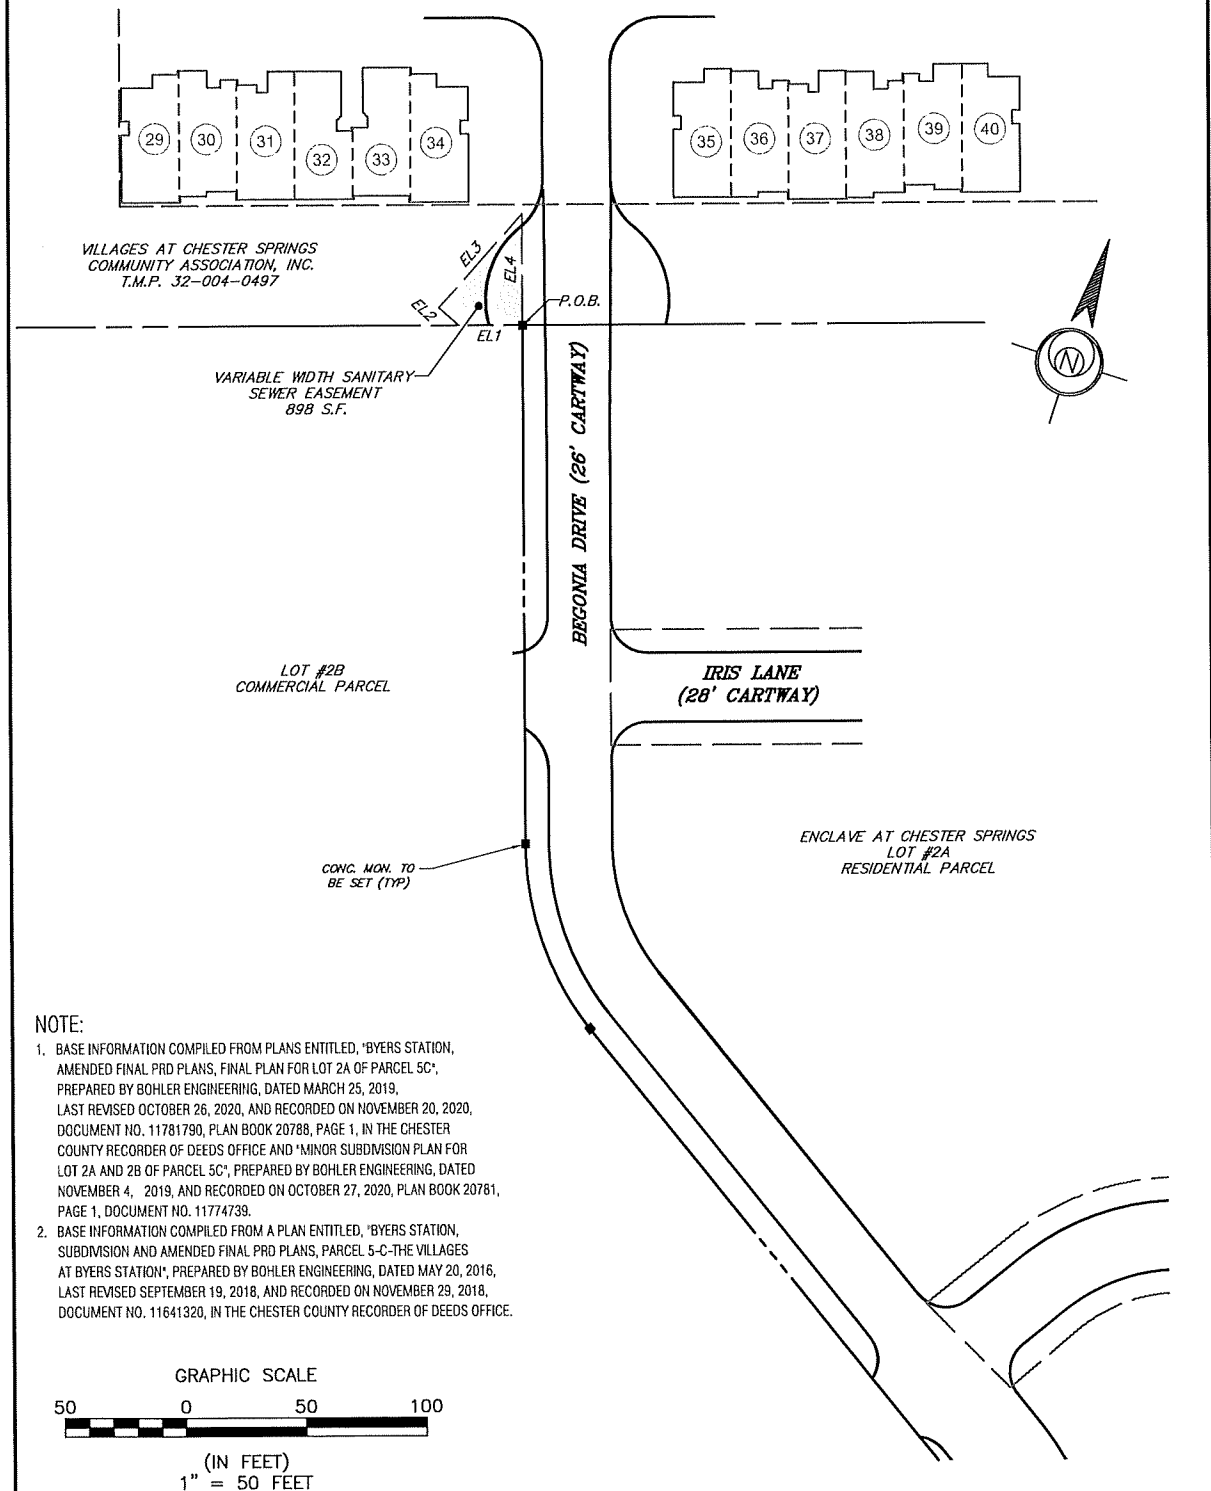 29
30
31
32
33
34
35
36
37
38
39
40
VILLAGES AT CHESTER SPRINGS
COMMUNITY ASSOCIATION, INC.
T.M.P. 32-004-0497
EL3
EL4
EL2
EL1
P.O.B.
N
VARIABLE WIDTH SANITARY
SEWER EASEMENT
898 S.F.
BEGONIA DRIVE (26' CARTWAY)
LOT #2B
COMMERCIAL PARCEL
IRIS LANE
(28' CARTWAY)
ENCLAVE AT CHESTER SPRINGS
LOT #2A
RESIDENTIAL PARCEL
CONC. MON. TO
BE SET (TYP)
NOTE:
1. BASE INFORMATION COMPILED FROM PLANS ENTITLED, "BYERS STATION,
AMENDED FINAL PRD PLANS, FINAL PLAN FOR LOT 2A OF PARCEL 5C",
PREPARED BY BOHLER ENGINEERING, DATED MARCH 25, 2019,
LAST REVISED OCTOBER 26, 2020, AND RECORDED ON NOVEMBER 20, 2020,
DOCUMENT NO. 11781790, PLAN BOOK 20788, PAGE 1, IN THE CHESTER
COUNTY RECORDER OF DEEDS OFFICE AND "MINOR SUBDIVISION PLAN FOR
LOT 2A AND 2B OF PARCEL 5C", PREPARED BY BOHLER ENGINEERING, DATED
NOVEMBER 4, 2019, AND RECORDED ON OCTOBER 27, 2020, PLAN BOOK 20781,
PAGE 1, DOCUMENT NO. 11774739.
2. BASE INFORMATION COMPILED FROM A PLAN ENTITLED, "BYERS STATION,
SUBDIVISION AND AMENDED FINAL PRD PLANS, PARCEL 5-C-THE VILLAGES
AT BYERS STATION", PREPARED BY BOHLER ENGINEERING, DATED MAY 20, 2016,
LAST REVISED SEPTEMBER 19, 2018, AND RECORDED ON NOVEMBER 29, 2018,
DOCUMENT NO. 11641320, IN THE CHESTER COUNTY RECORDER OF DEEDS OFFICE.
GRAPHIC SCALE
50 0 50 100
(IN FEET)
1" = 50 FEET